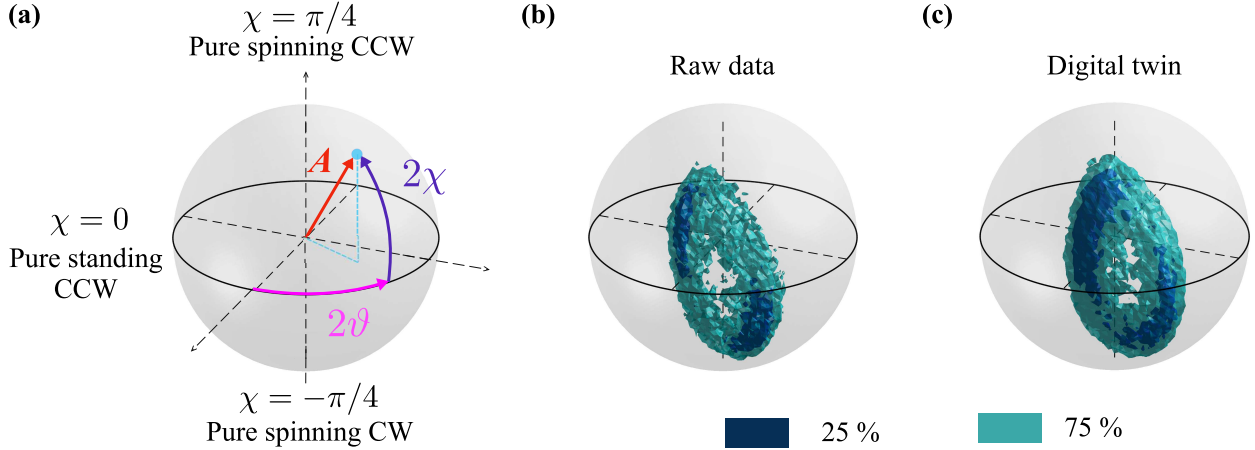 (a)
χ = π/4
Pure spinning CCW
A
2χ
χ = 0
Pure standing
CCW
2ϑ
χ = −π/4
Pure spinning CW
(b)
Raw data
(c)
Digital twin
25 %
75 %